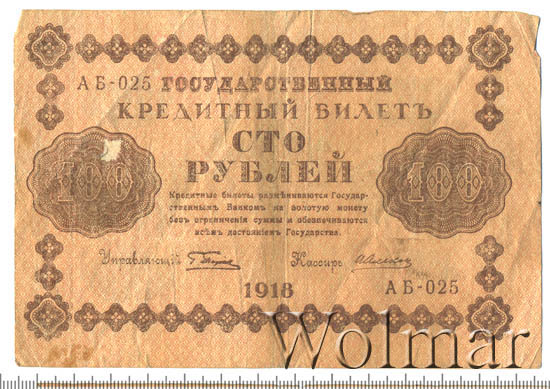 АБ-025 ГОСУДАРСТВЕННЫЙ
КРЕДИТНЫЙ БИЛЕТЪ
СТО
РУБЛЕЙ
100
100
Кредитные билеты размѣниваются Государ-
ственнымъ Банкомъ на золотую монету
безъ ограниченія суммы и обезпечиваются
всѣмъ достояніемъ Государства.
Управляющій
Кассиръ
1918
АБ-025
Wolmar